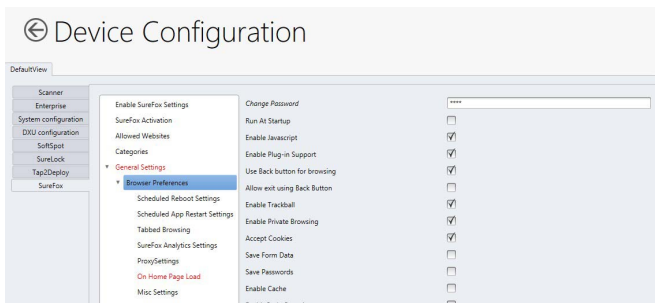 Device Configuration
DefaultView
Scanner
Enterprise
System configuration
DXU configuration
SoftSpot
SureLock
Tap2Deploy
SureFox
Enable SureFox Settings
SureFox Activation
Allowed Websites
Categories
General Settings
Browser Preferences
Scheduled Reboot Settings
Scheduled App Restart Settings
Tabbed Browsing
SureFox Analytics Settings
ProxySettings
On Home Page Load
Misc Settings
Change Password ****
Run At Startup
Enable Javascript
Enable Plug-in Support
Use Back button for browsing
Allow exit using Back Button
Enable Trackball
Enable Private Browsing
Accept Cookies
Save Form Data
Save Passwords
Enable Cache